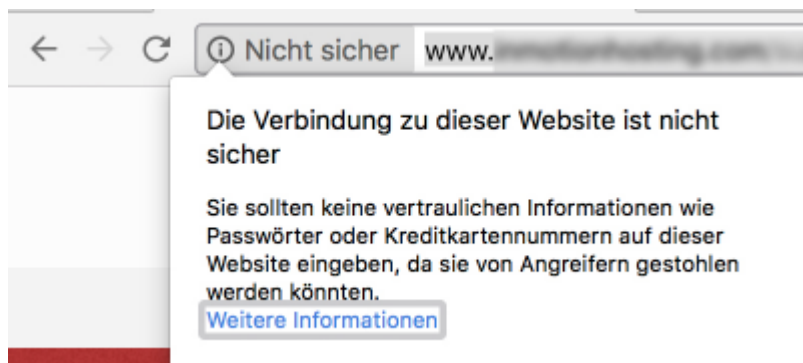 Nicht sicher www.
Die Verbindung zu dieser Website ist nicht
sicher
Sie sollten keine vertraulichen Informationen wie
Passwörter oder Kreditkartennummern auf dieser
Website eingeben, da sie von Angreifern gestohlen
werden könnten.
Weitere Informationen